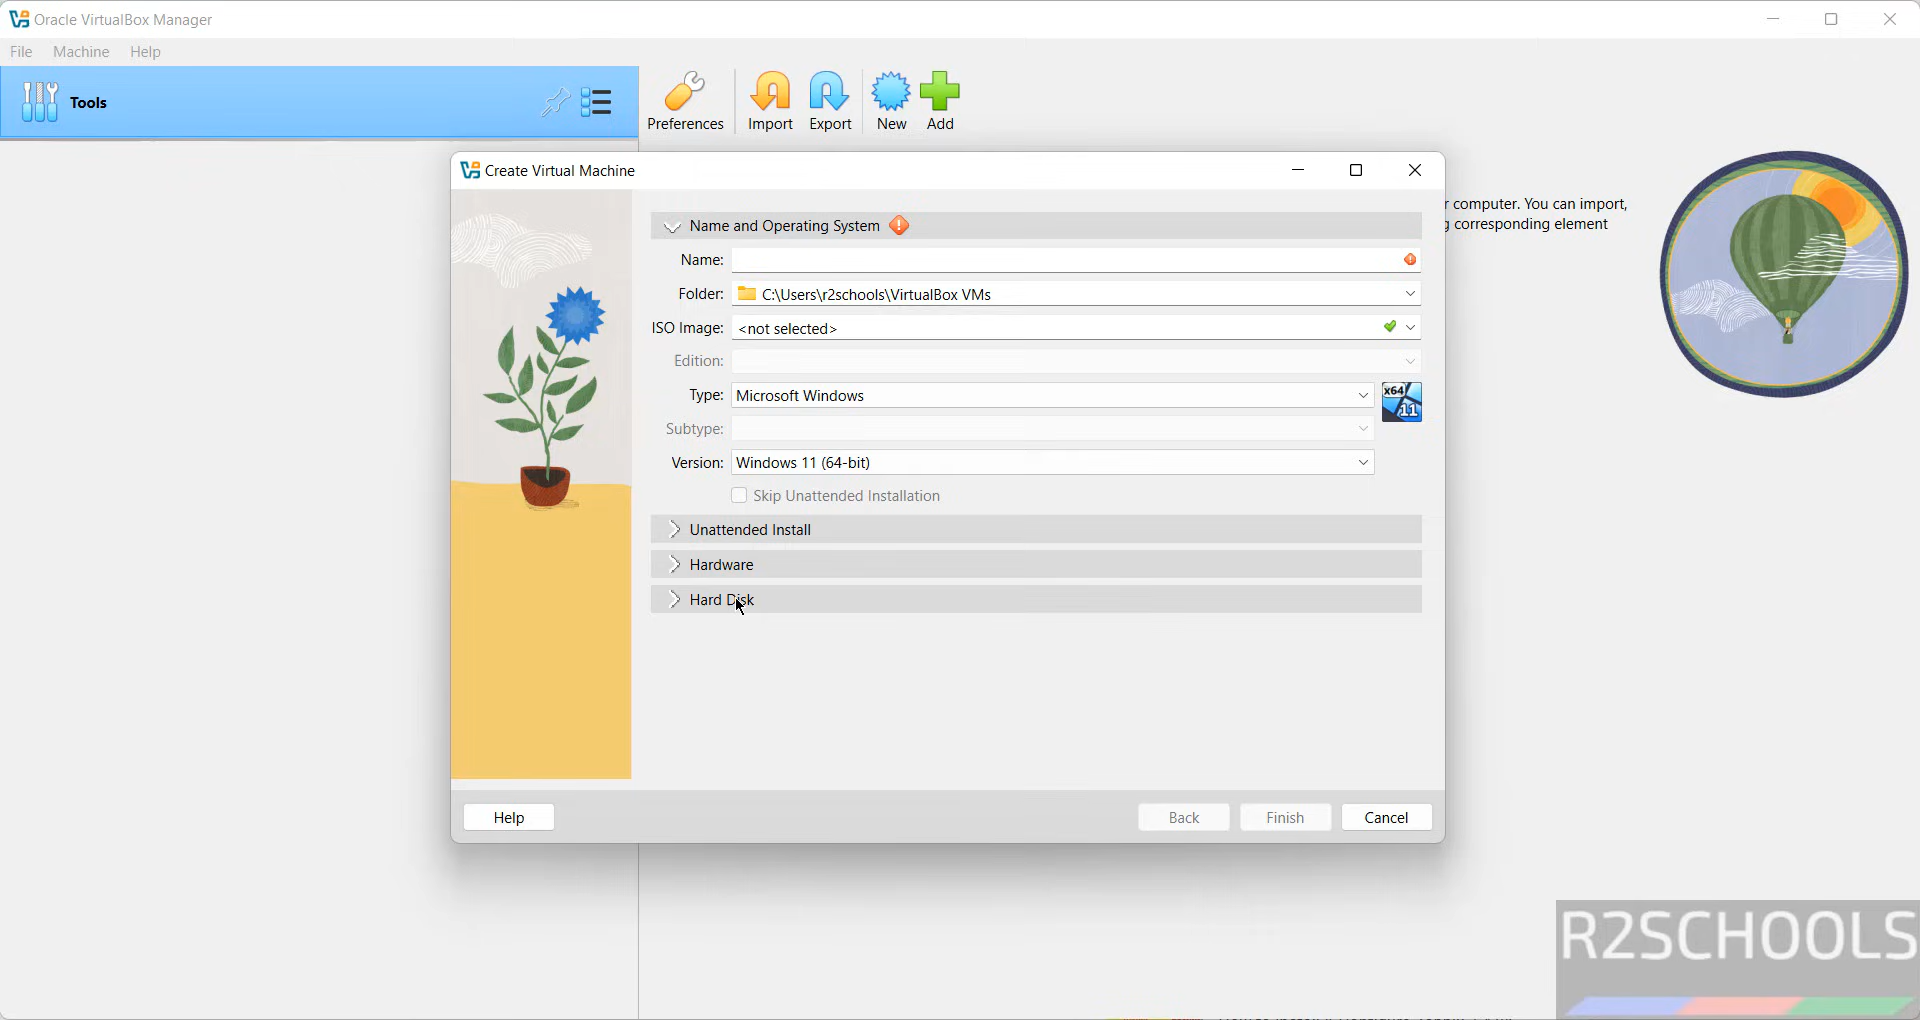 Oracle VirtualBox Manager
File Machine Help
Tools
Preferences Import Export New Add
r computer. You can import,
g corresponding element
Create Virtual Machine
Name and Operating System
Name:
Folder: C:\Users\r2schools\VirtualBox VMs
ISO Image: <not selected>
Edition:
Type: Microsoft Windows
x64
11
Subtype:
Version: Windows 11 (64-bit)
Skip Unattended Installation
Unattended Install
Hardware
Hard Disk
Help Back Finish Cancel
R2SCHOOLS